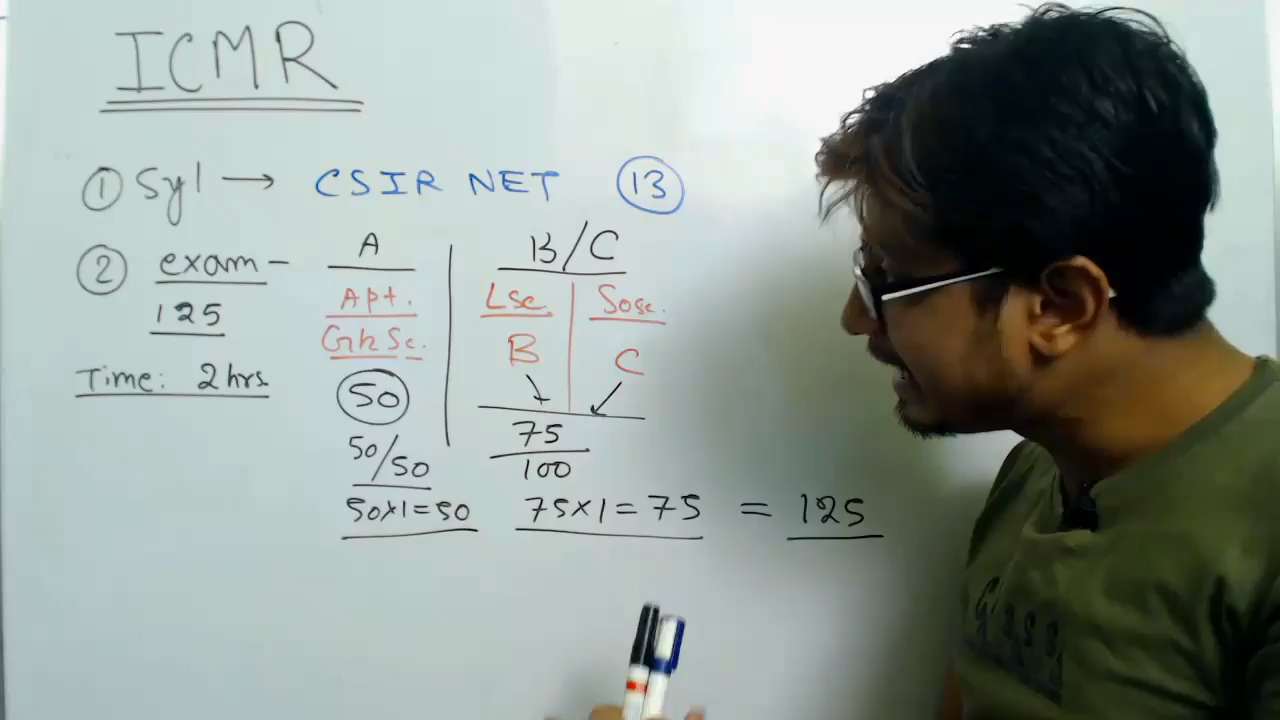 ICMR
① Syl → CSIR NET 13
② exam –
125
Time: 2 hrs
A
Apt.
Gk Sc.
50
50/50
50×1=50
B/C
Lsc Sosc.
B C
75
100
75×1=75 = 125